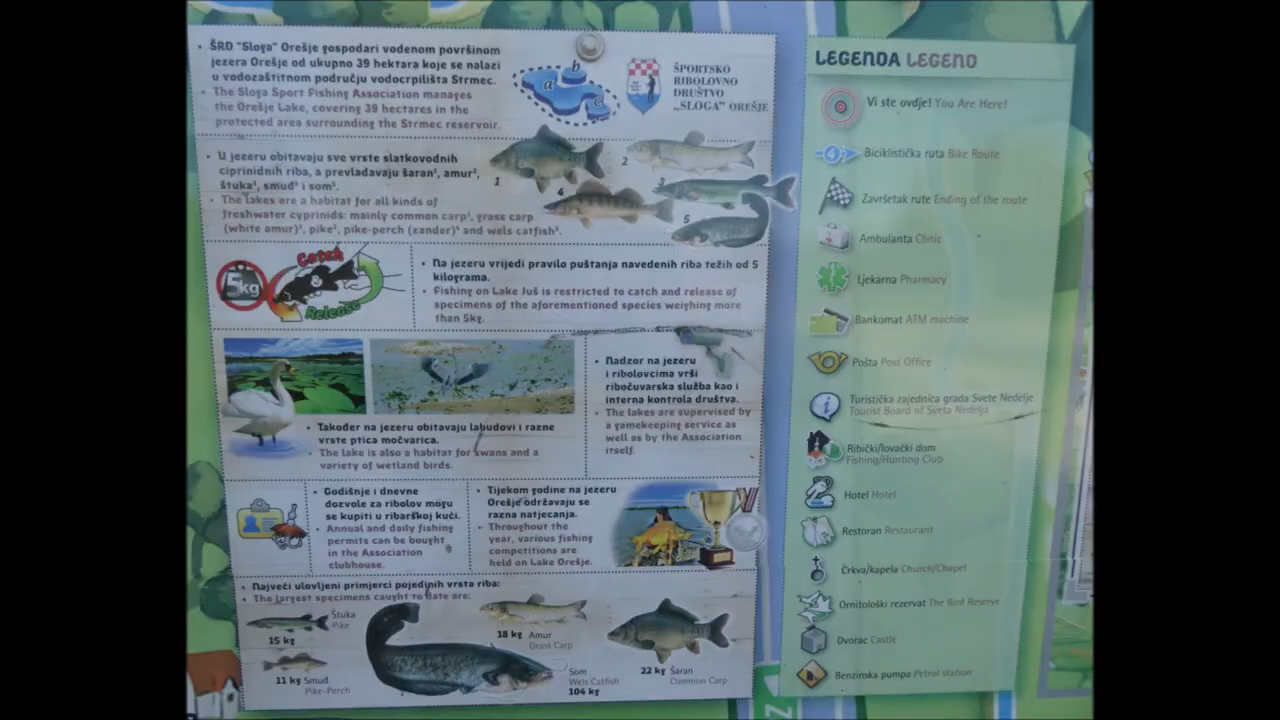 • ŠRD "Sloga" Orešje gospodari vodenom površinom
jezera Orešje od ukupno 39 hektara koje se nalazi
u vodozaštitnom području vodocrpilišta Strmec.
• The Sloga Sport Fishing Association manages
the Orešje Lake, covering 39 hectares in the
protected area surrounding the Strmec reservoir.
a
b
c
ŠPORTSKO
RIBOLOVNO
DRUŠTVO
„SLOGA" OREŠJE
• U jezeru obitavaju sve vrste slatkovodnih
ciprinidnih riba, a prevladavaju šaran¹, amur²,
štuka³, smuđ⁴ i som⁵.
• The lakes are a habitat for all kinds of
freshwater cyprinids: mainly common carp¹, grass carp
(white amur)², pike³, pike-perch (zander)⁴ and wels catfish⁵.
1
2
3
4
5
5kg
Catch
Release
• Na jezeru vrijedi pravilo puštanja navedenih riba težih od 5
kilograma.
• Fishing on Lake Juš is restricted to catch and release of
specimens of the aforementioned species weighing more
than 5kg.
• Također na jezeru obitavaju labudovi i razne
vrste ptica močvarica.
• The lake is also a habitat for swans and a
variety of wetland birds.
• Nadzor na jezeru
i ribolovcima vrši
ribočuvarska služba kao i
interna kontrola društva.
• The lakes are supervised by
a gamekeeping service as
well as by the Association
itself.
• Godišnje i dnevne
dozvole za ribolov mogu
se kupiti u ribarškoj kući.
• Annual and daily fishing
permits can be bought
in the Association
clubhouse.
• Tijekom godine na jezeru
Orešje održavaju se
razna natjecanja.
• Throughout the
year, various fishing
competitions are
held on Lake Orešje.
• Najveći ulovljeni primjerci pojedinih vrsta riba:
• The largest specimens caught to date are:
Štuka
Pike
15 kg
11 kg Smuđ
Pike-Perch
18 kg Amur
Grass Carp
Som
Wels Catfish
104 kg
22 kg Šaran
Common Carp
LEGENDA LEGEND
Vi ste ovdje! You Are Here!
4
Biciklistička ruta Bike Route
Završetak rute Ending of the route
Ambulanta Clinic
Ljekarna Pharmacy
Bankomat ATM machine
Pošta Post Office
Turistička zajednica grada Svete Nedelje
Tourist Board of Sveta Nedelja
Ribički/lovački dom
Fishing/Hunting Club
Hotel Hotel
Restoran Restaurant
Crkva/kapela Church/Chapel
Ornitološki rezervat The Bird Reserve
Dvorac Castle
Benzinska pumpa Petrol station